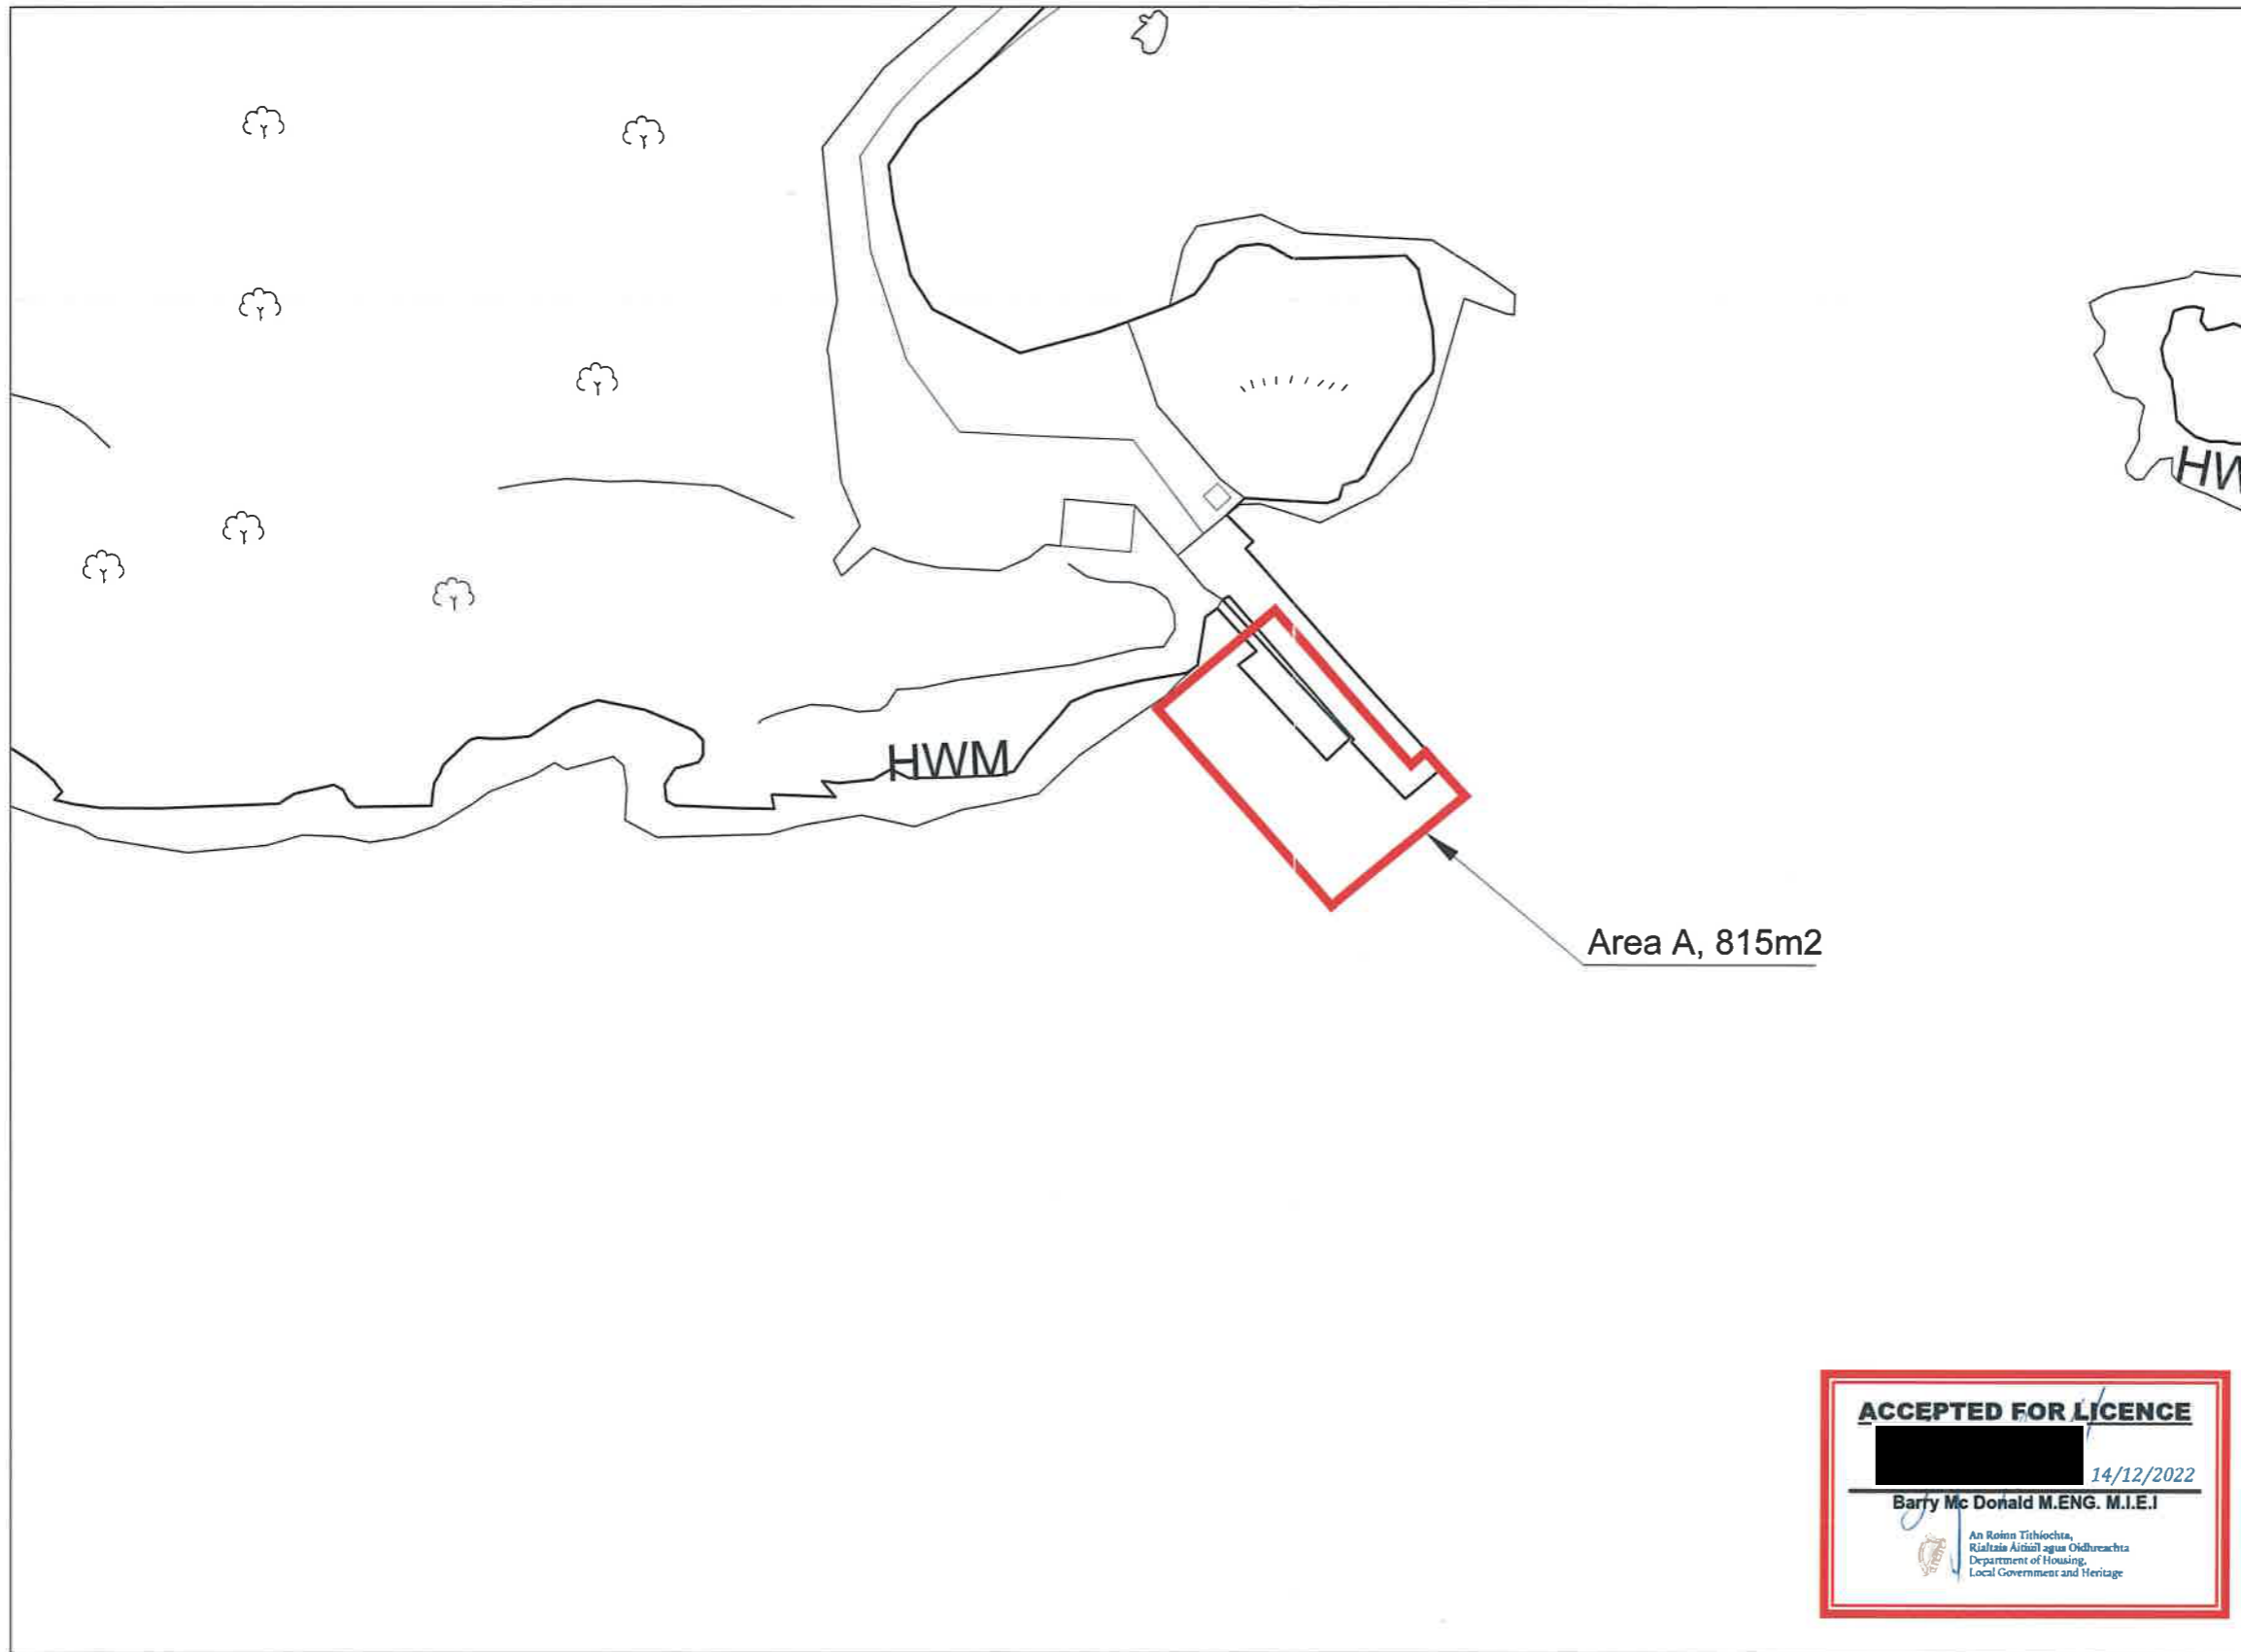 HW
HWM
Area A, 815m2
ACCEPTED FOR LICENCE
14/12/2022
Barry Mc Donald M.ENG. M.I.E.I
An Roinn Tithíochta,
Rialtais Áitiúil agus Oidhreachta
Department of Housing,
Local Government and Heritage